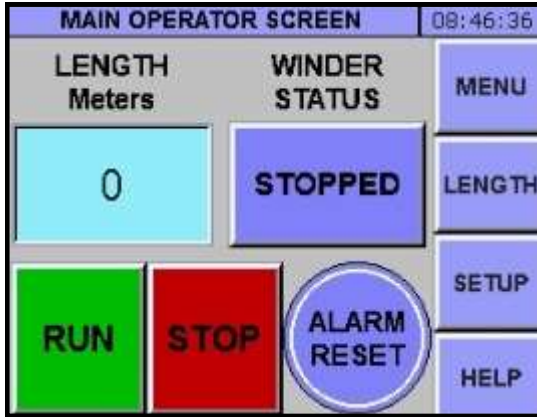 MAIN OPERATOR SCREEN
08:46:36
LENGTH
Meters
WINDER
STATUS
MENU
0
STOPPED
LENGTH
SETUP
RUN
STOP
ALARM
RESET
HELP